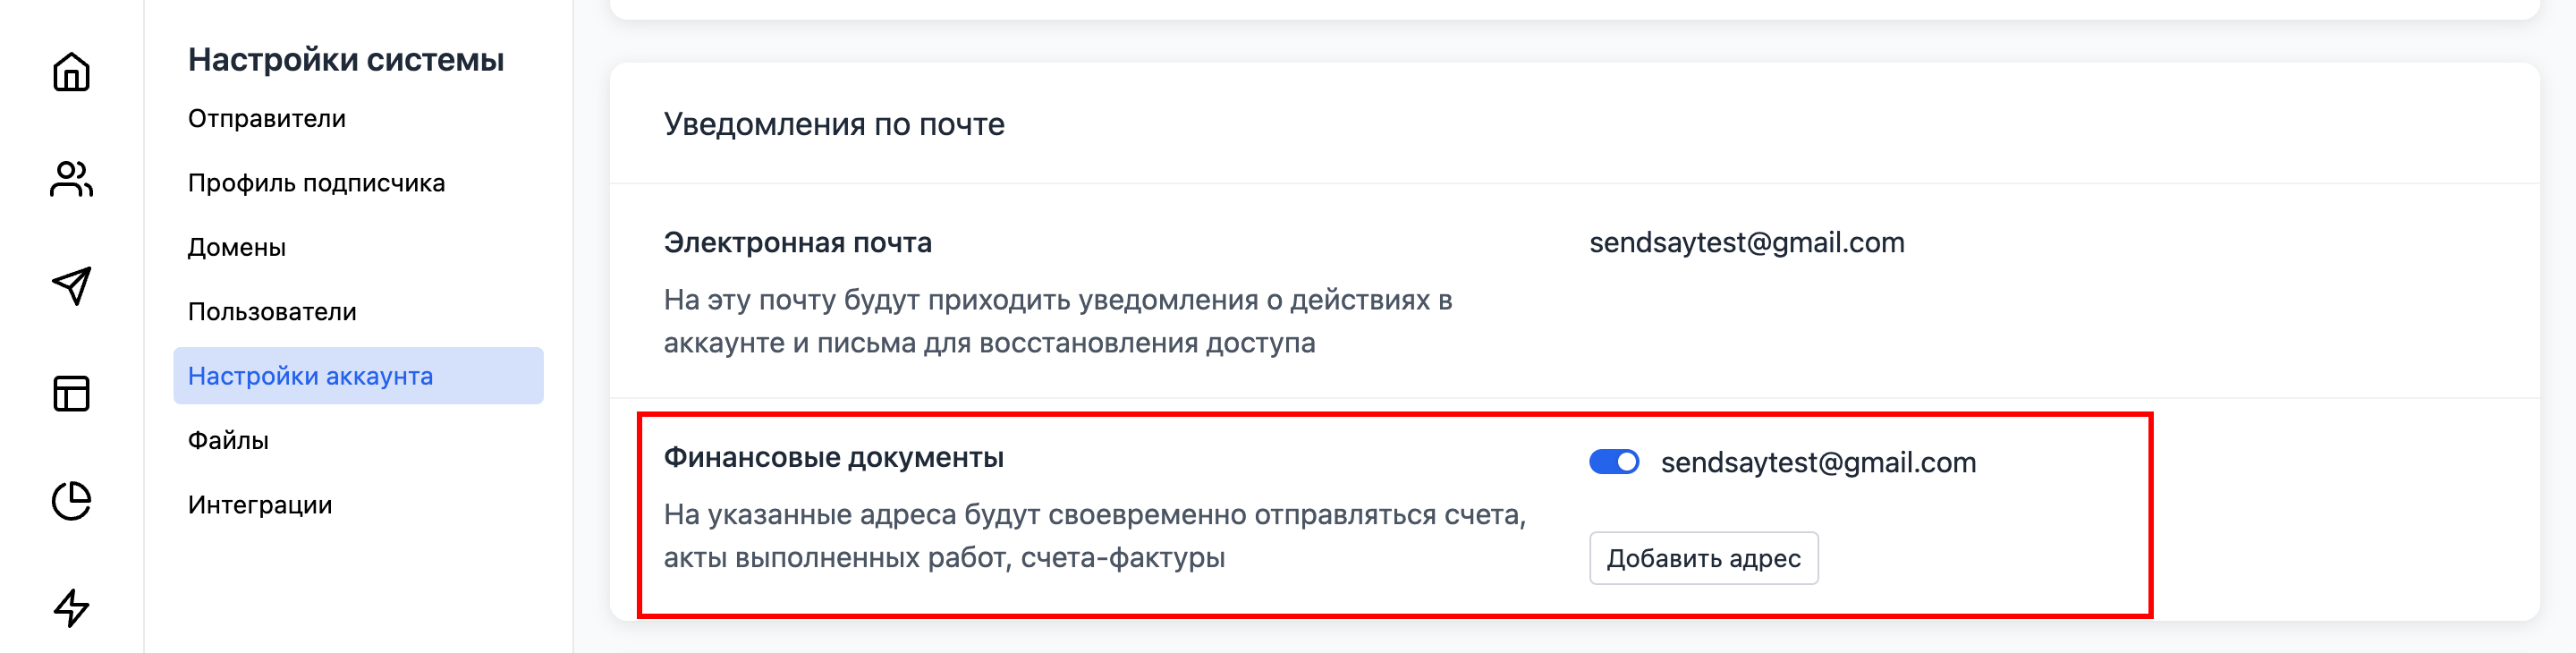 Настройки системы
Отправители
Профиль подписчика
Домены
Пользователи
Настройки аккаунта
Файлы
Интеграции
Уведомления по почте
Электронная почта
sendsaytest@gmail.com
На эту почту будут приходить уведомления о действиях в
аккаунте и письма для восстановления доступа
Финансовые документы
sendsaytest@gmail.com
На указанные адреса будут своевременно отправляться счета,
акты выполненных работ, счета-фактуры
Добавить адрес